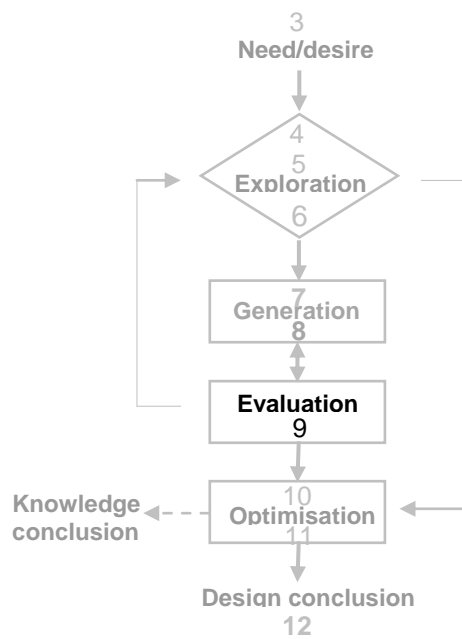 3
Need/desire
4
5
Exploration
6
7
Generation
8
Evaluation
9
10
Optimisation
11
Knowledge
conclusion
Design conclusion
12